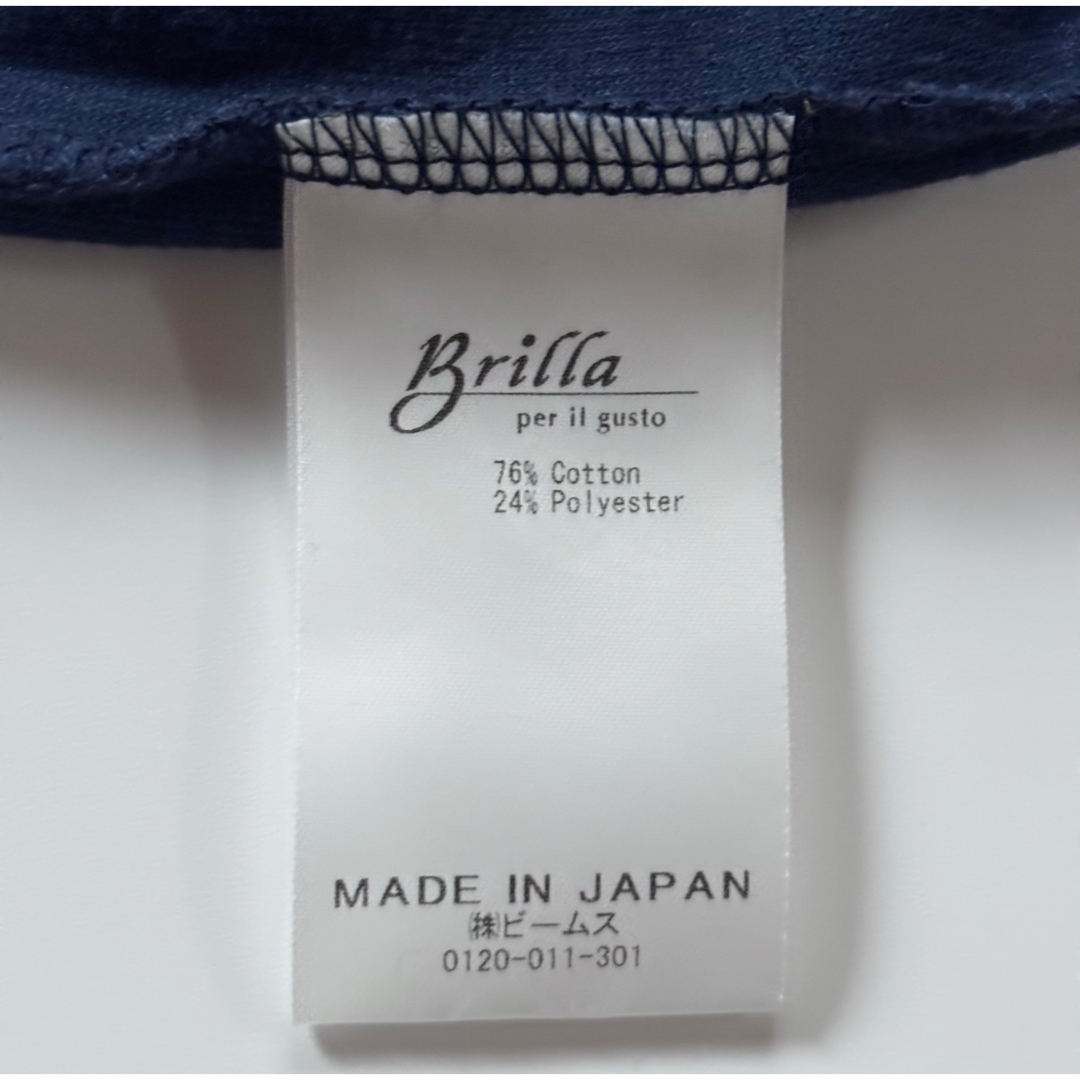 Brilla
per il gusto
76% Cotton
24% Polyester
MADE IN JAPAN
㈱ビームス
0120-011-301